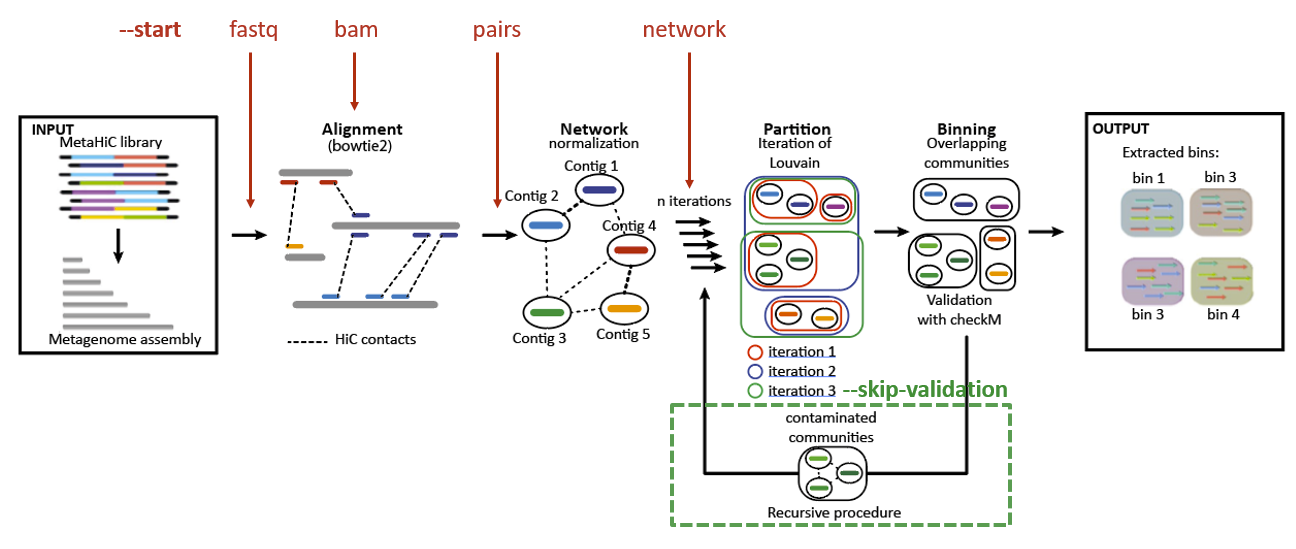 --start
fastq
bam
pairs
network
INPUT
MetaHiC library
Metagenome assembly
Alignment
(bowtie2)
HiC contacts
Network
normalization
Contig 1
Contig 2
Contig 4
Contig 3
Contig 5
n iterations
Partition
Iteration of
Louvain
iteration 1
iteration 2
iteration 3
--skip-validation
Binning
Overlapping
communities
Validation
with checkM
contaminated
communities
Recursive procedure
OUTPUT
Extracted bins:
bin 1
bin 3
bin 3
bin 4